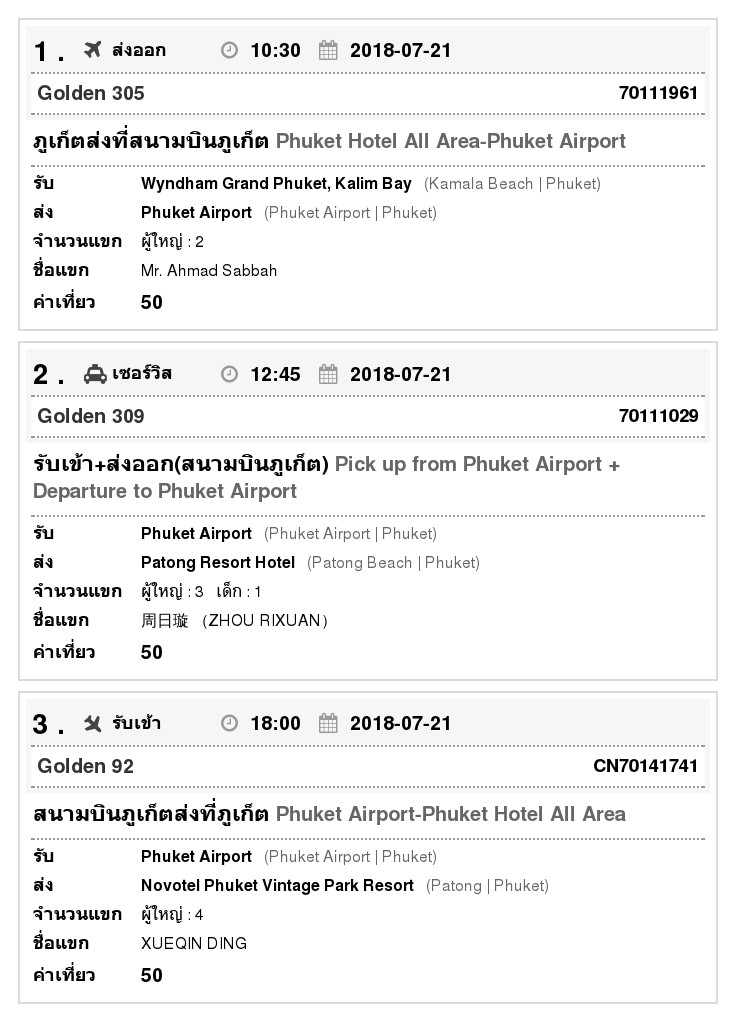 1 . ส่งออก 10:30 2018-07-21
Golden 305 70111961
ภูเก็ตส่งที่สนามบินภูเก็ต Phuket Hotel All Area-Phuket Airport
รับ Wyndham Grand Phuket, Kalim Bay (Kamala Beach | Phuket)
ส่ง Phuket Airport (Phuket Airport | Phuket)
จำนวนแขก ผู้ใหญ่ : 2
ชื่อแขก Mr. Ahmad Sabbah
ค่าเที่ยว 50
2 . เซอร์วิส 12:45 2018-07-21
Golden 309 70111029
รับเข้า+ส่งออก(สนามบินภูเก็ต) Pick up from Phuket Airport +
Departure to Phuket Airport
รับ Phuket Airport (Phuket Airport | Phuket)
ส่ง Patong Resort Hotel (Patong Beach | Phuket)
จำนวนแขก ผู้ใหญ่ : 3 เด็ก : 1
ชื่อแขก 周日璇 （ZHOU RIXUAN）
ค่าเที่ยว 50
3 . รับเข้า 18:00 2018-07-21
Golden 92 CN70141741
สนามบินภูเก็ตส่งที่ภูเก็ต Phuket Airport-Phuket Hotel All Area
รับ Phuket Airport (Phuket Airport | Phuket)
ส่ง Novotel Phuket Vintage Park Resort (Patong | Phuket)
จำนวนแขก ผู้ใหญ่ : 4
ชื่อแขก XUEQIN DING
ค่าเที่ยว 50